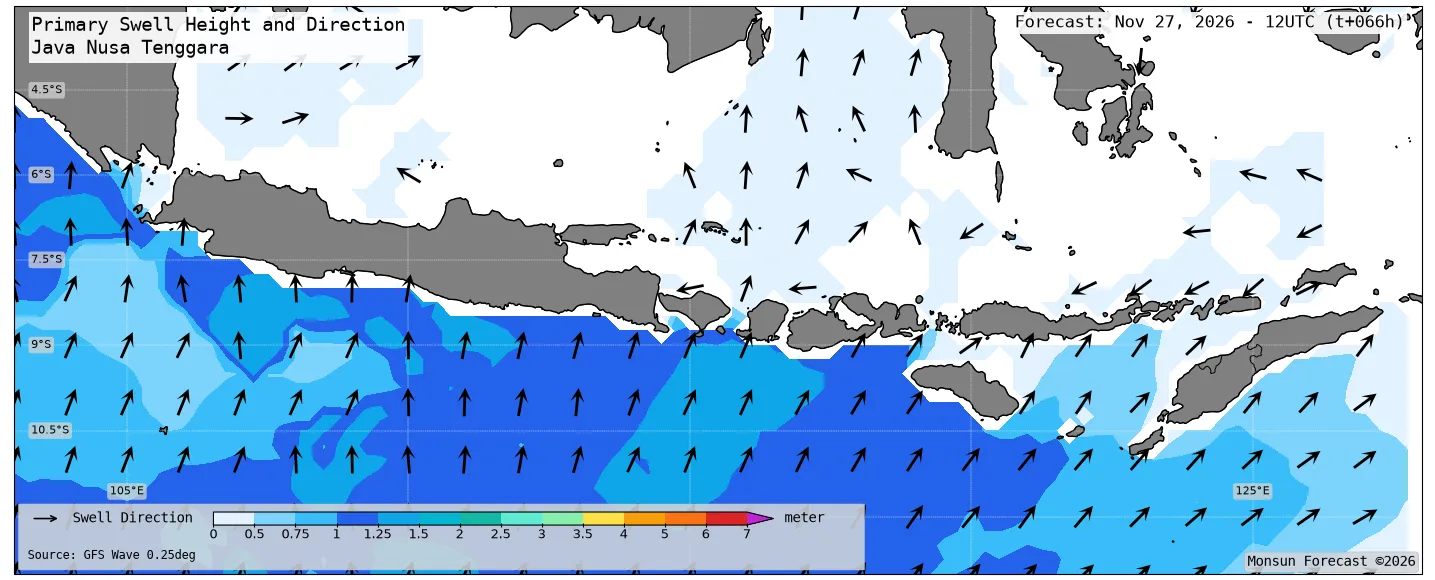 Primary Swell Height and Direction
Java Nusa Tenggara
Forecast: Nov 27, 2026 - 12UTC (t+066h)
4.5°S
6°S
7.5°S
9°S
10.5°S
105°E
125°E
Swell Direction
0 0.5 0.75 1 1.25 1.5 2 2.5 3 3.5 4 5 6 7
meter
Source: GFS Wave 0.25deg
Monsun Forecast ©2026